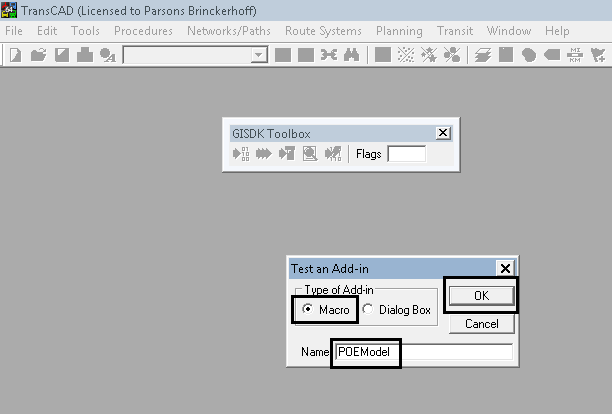 TransCAD (Licensed to Parsons Brinckerhoff)
File Edit Tools Procedures Networks/Paths Route Systems Planning Transit Window Help
MI
KM
GISDK Toolbox
Flags
Test an Add-in
Type of Add-in
Macro Dialog Box
OK
Cancel
Name POEModel